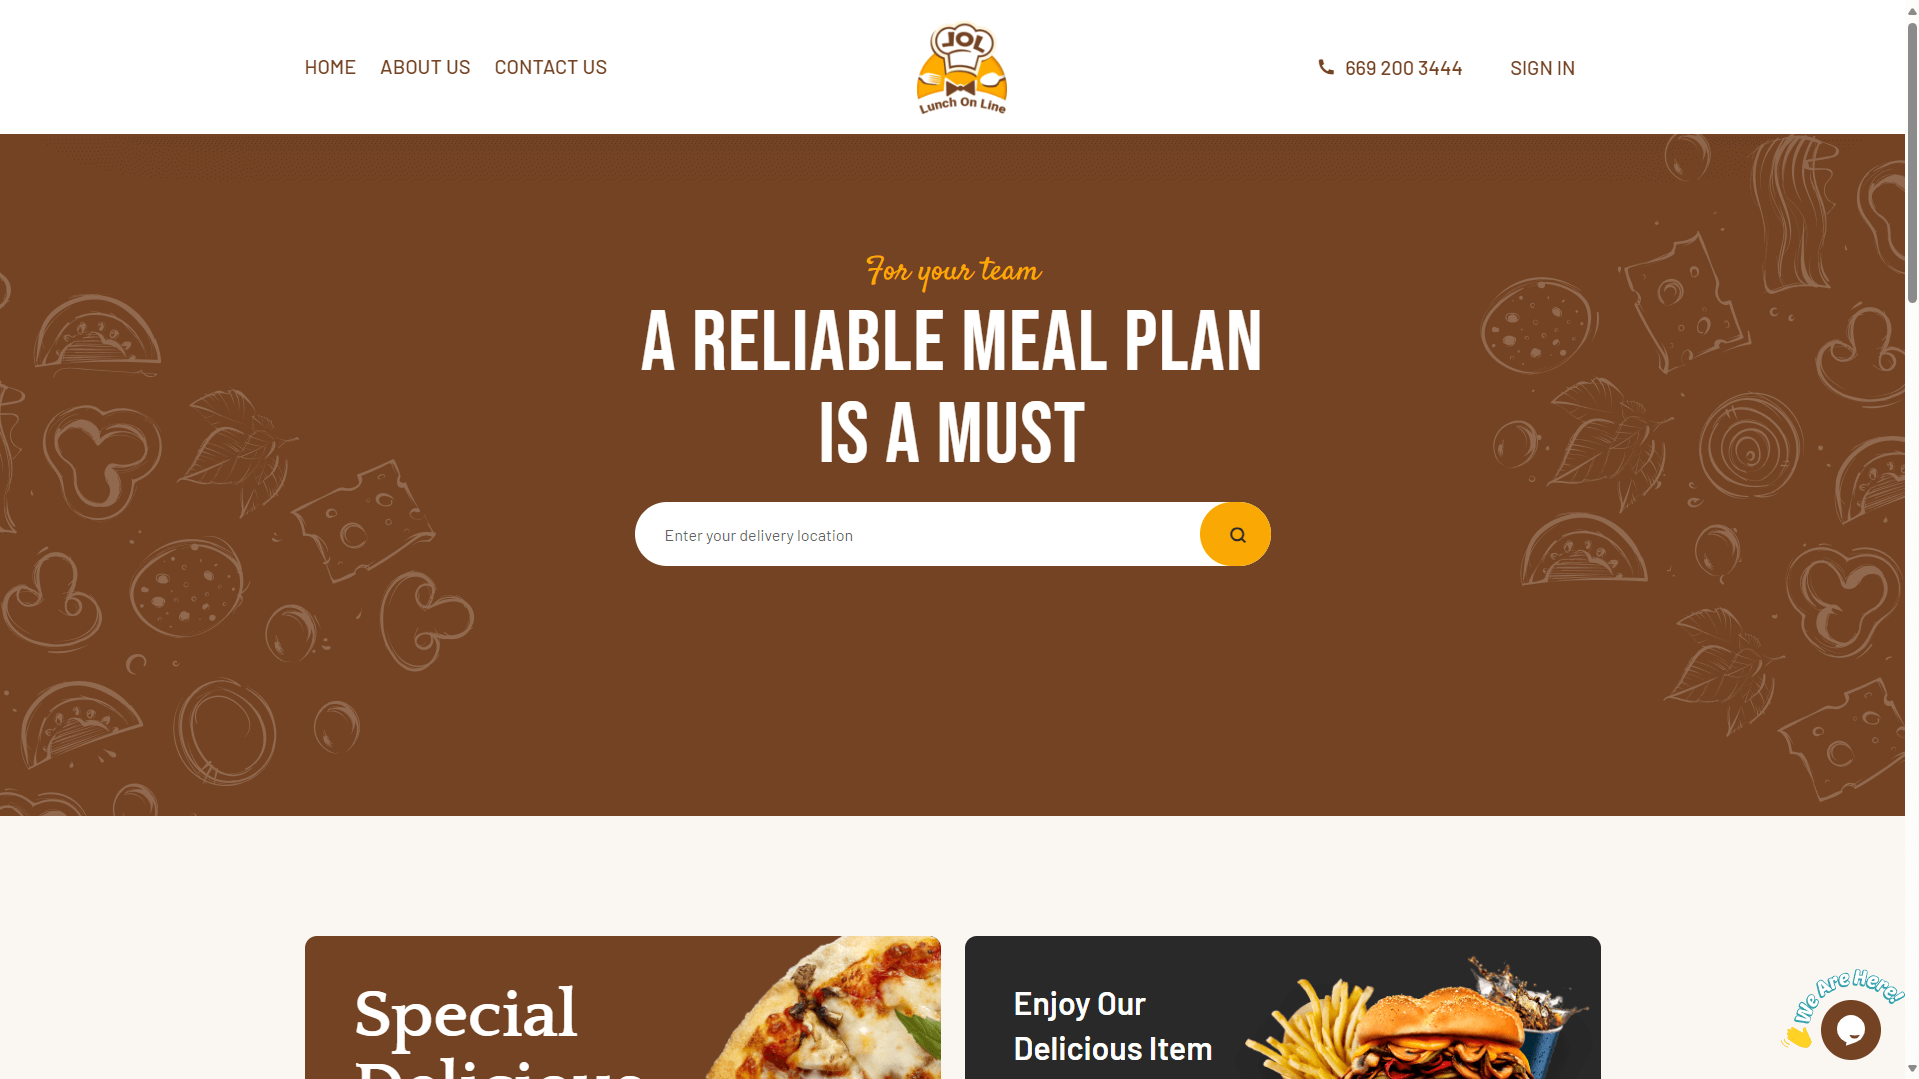 HOME ABOUT US CONTACT US
JOL
Lunch On Line
669 200 3444 SIGN IN
For your team
A RELIABLE MEAL PLAN
IS A MUST
Enter your delivery location
Special
Delicious
Enjoy Our
Delicious Item
We Are Here!